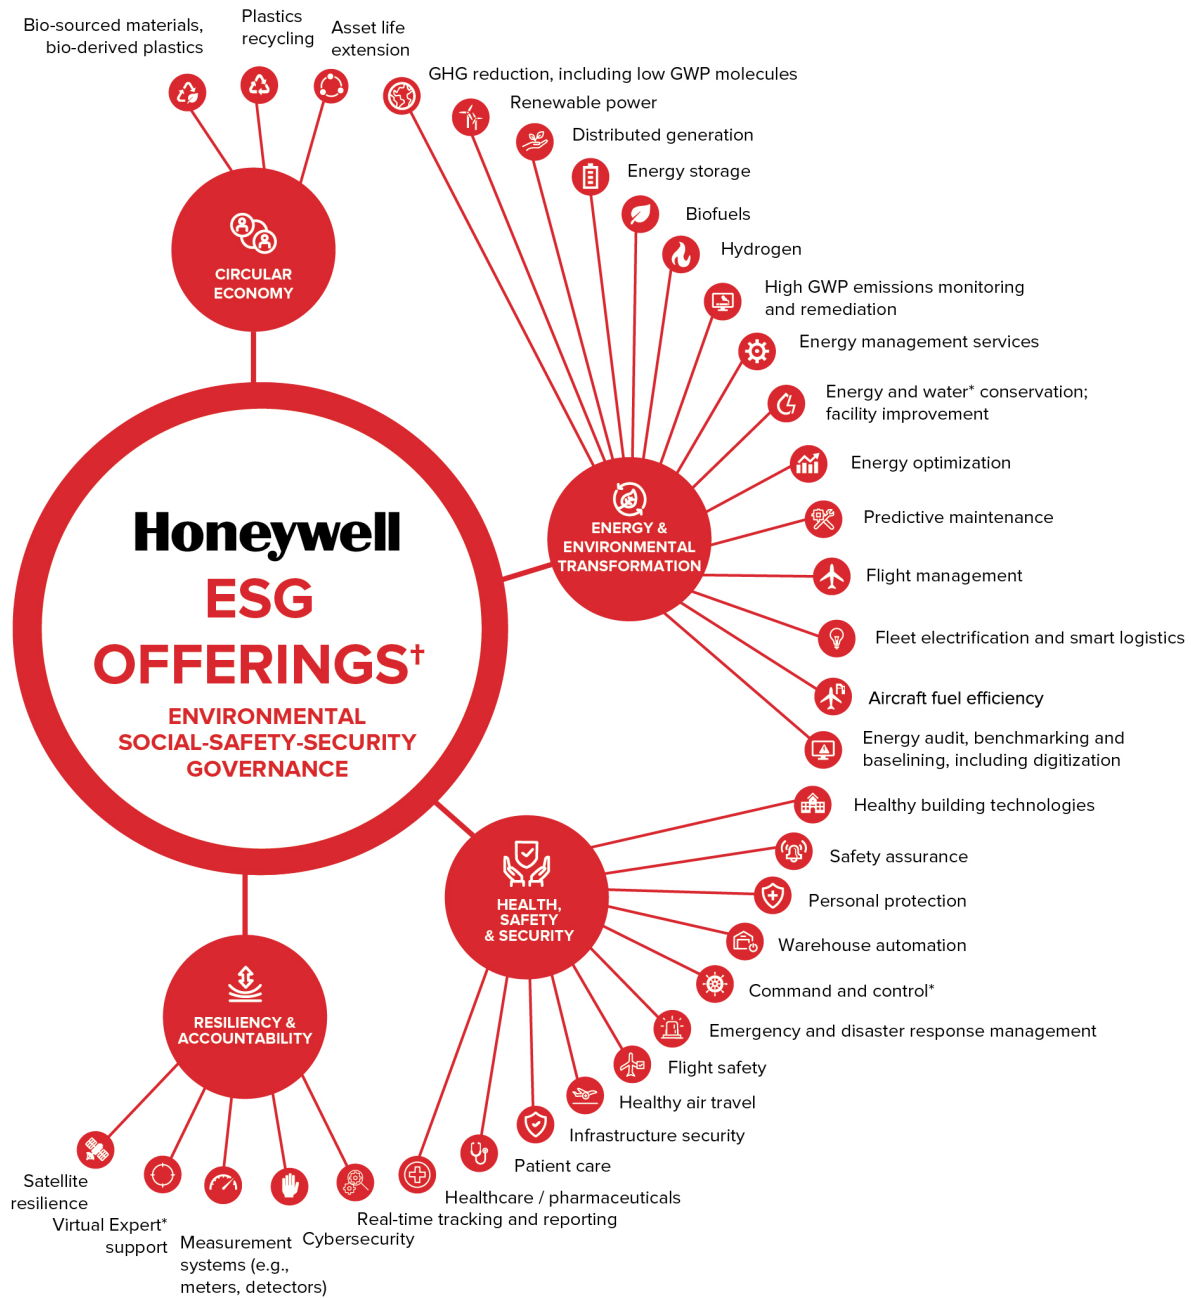 Bio-sourced materials,
bio-derived plastics
Plastics
recycling
Asset life
extension
CIRCULAR
ECONOMY
GHG reduction, including low GWP molecules
Renewable power
Distributed generation
Energy storage
Biofuels
Hydrogen
High GWP emissions monitoring
and remediation
Energy management services
Energy and water* conservation;
facility improvement
Energy optimization
Predictive maintenance
Flight management
Fleet electrification and smart logistics
Aircraft fuel efficiency
Energy audit, benchmarking and
baselining, including digitization
ENERGY &
ENVIRONMENTAL
TRANSFORMATION
Honeywell
ESG
OFFERINGS†
ENVIRONMENTAL
SOCIAL-SAFETY-SECURITY
GOVERNANCE
HEALTH,
SAFETY
& SECURITY
Healthy building technologies
Safety assurance
Personal protection
Warehouse automation
Command and control*
Emergency and disaster response management
Flight safety
Healthy air travel
Infrastructure security
Patient care
Healthcare / pharmaceuticals
Real-time tracking and reporting
RESILIENCY &
ACCOUNTABILITY
Satellite
resilience
Virtual Expert*
support
Measurement
systems (e.g.,
meters, detectors)
Cybersecurity